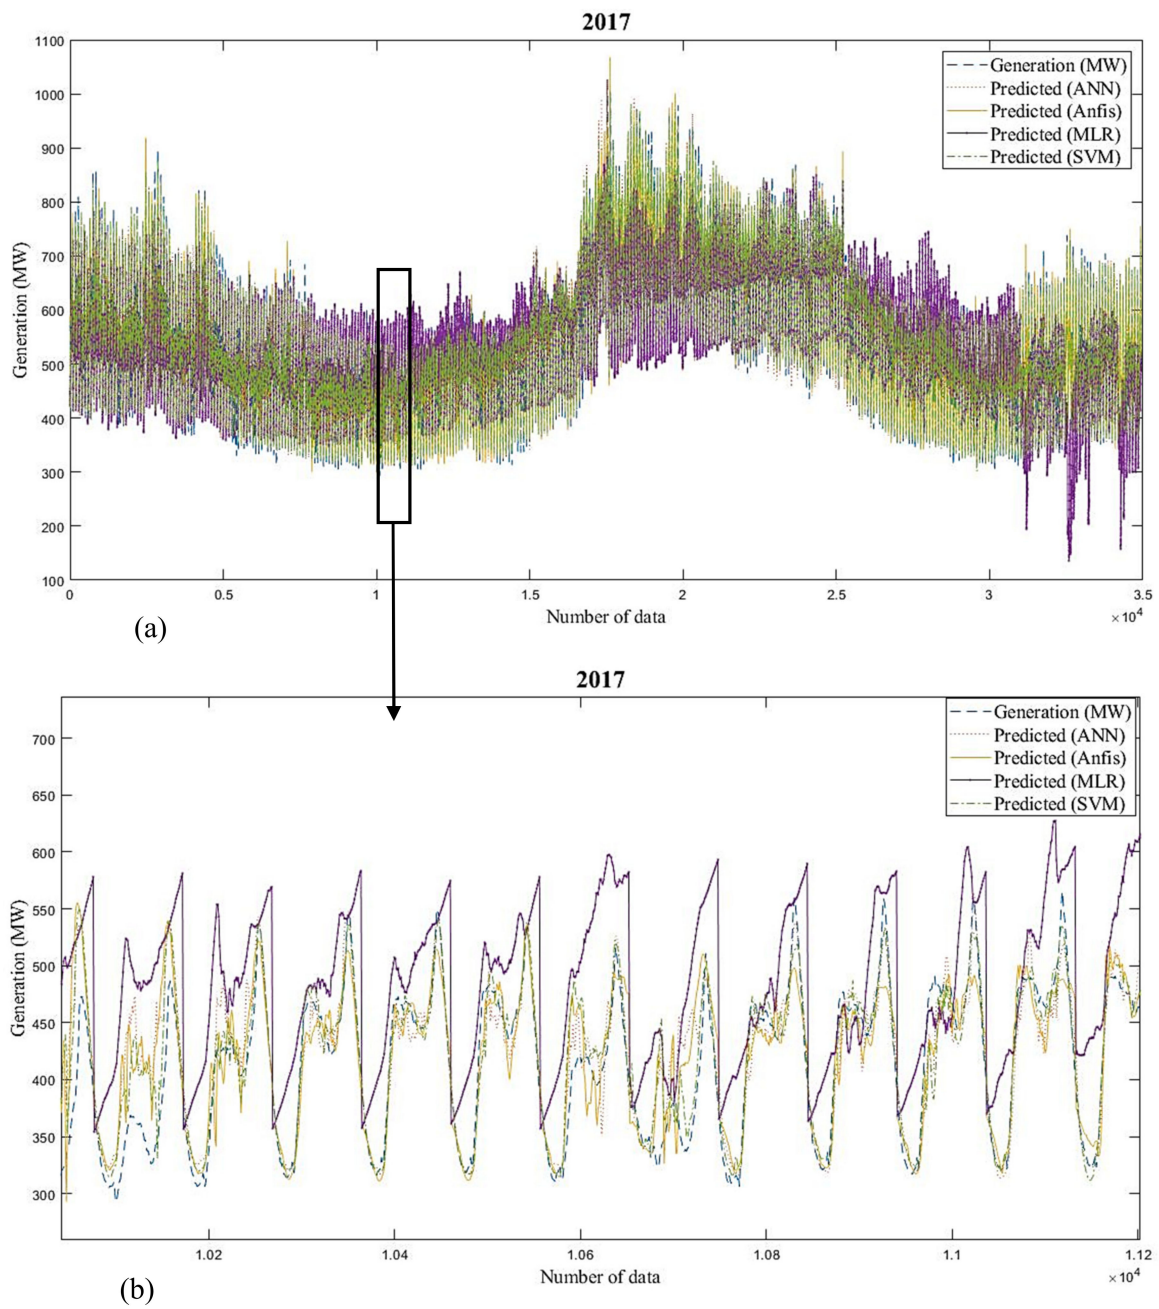 2017
1100
1000
900
800
700
600
500
400
300
200
100
Generation (MW)
Generation (MW)
Predicted (ANN)
Predicted (Anfis)
Predicted (MLR)
Predicted (SVM)
0 0.5 1 1.5 2 2.5 3 3.5
Number of data
×10⁴
(a)
2017
700
650
600
550
500
450
400
350
300
Generation (MW)
Generation (MW)
Predicted (ANN)
Predicted (Anfis)
Predicted (MLR)
Predicted (SVM)
1.02 1.04 1.06 1.08 1.1 1.12
Number of data
×10⁴
(b)